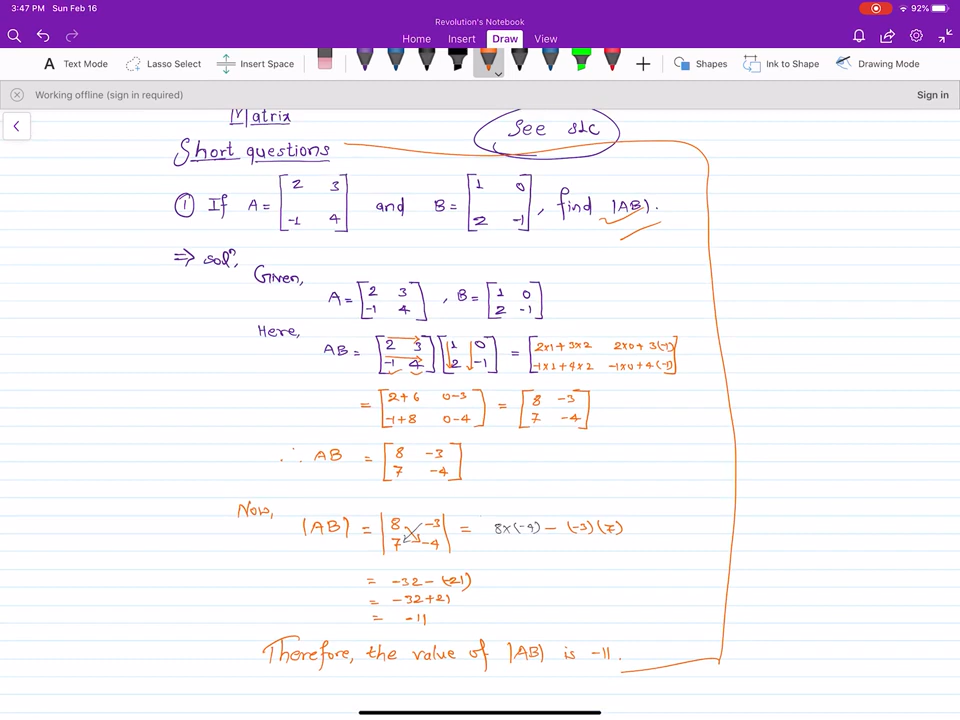 3:47 PM Sun Feb 16
92%
Revolution's Notebook
Home Insert Draw View
A Text Mode Lasso Select Insert Space Shapes Ink to Shape Drawing Mode
Working offline (sign in required) Sign in
Matrix
See
Short questions
① If A = [2 3 -1 4] and B = [1 0 2 -1], find |AB|.
⇒ solⁿ,
Given,
A = [2 3 -1 4], B = [1 0 2 -1]
Here,
AB = [2 3 -1 4] [1 0 2 -1] = [2×1+3×2 2×0+3(-1) -1×1+4×2 -1×0+4(-1)]
= [2+6 0-3 -1+8 0-4] = [8 -3 7 -4]
∴ AB = [8 -3 7 -4]
Now,
|AB| = |8 -3 7 -4| = 8×(-4) - (-3)(7)
= -32 - (-21)
= -32+21
= -11
Therefore, the value of |AB| is -11.